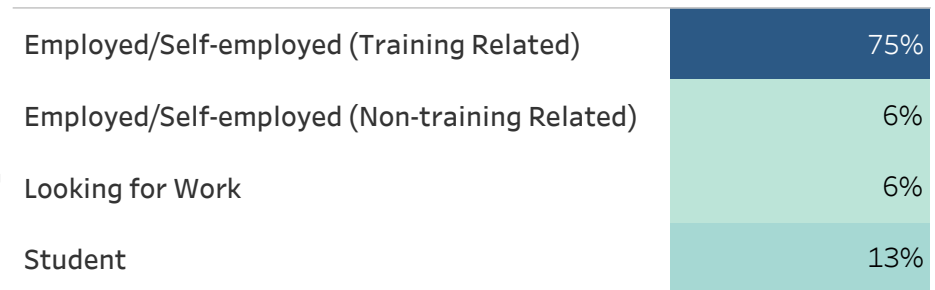 Employed/Self-employed (Training Related) 75%
Employed/Self-employed (Non-training Related) 6%
Looking for Work 6%
Student 13%